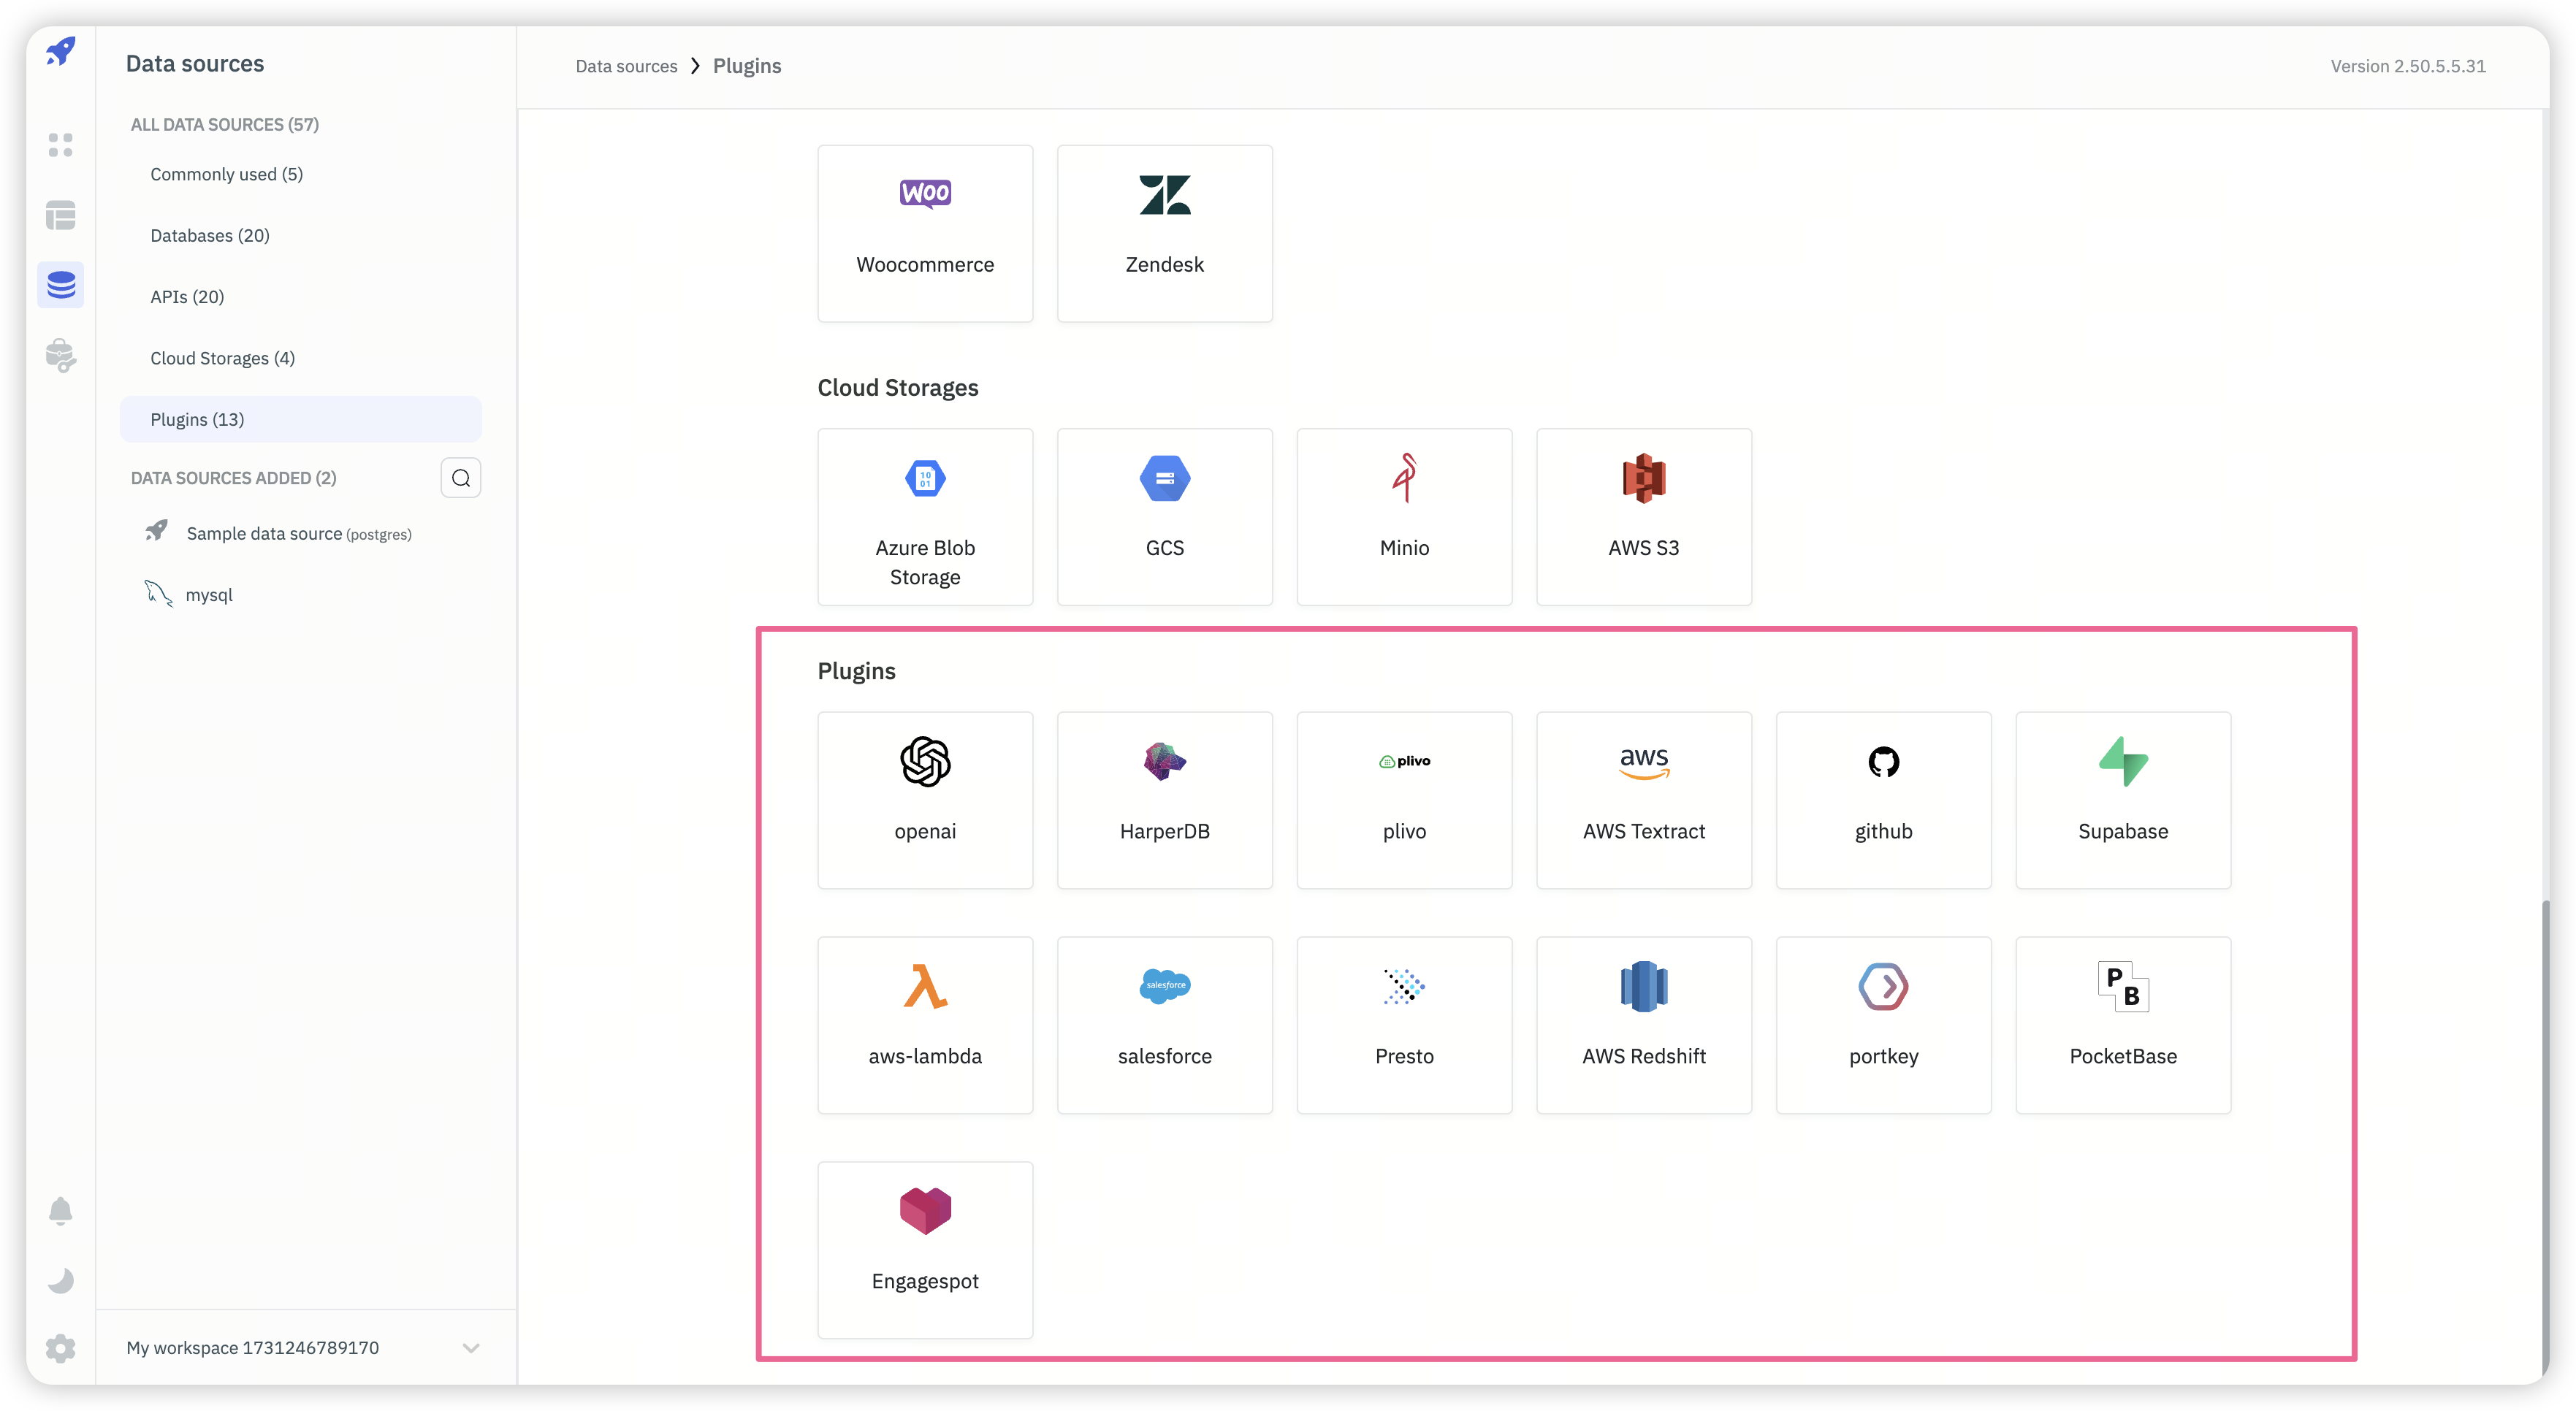 Data sources
ALL DATA SOURCES (57)
Commonly used (5)
Databases (20)
APIs (20)
Cloud Storages (4)
Plugins (13)
DATA SOURCES ADDED (2)
Sample data source (postgres)
mysql
My workspace 1731246789170
Data sources Plugins
Version 2.50.5.5.31
Woo
Woocommerce
Zendesk
Cloud Storages
10
01
Azure Blob
Storage
GCS
Minio
AWS S3
Plugins
openai
HarperDB
plivo
plivo
aws
AWS Textract
github
Supabase
aws-lambda
salesforce
salesforce
Presto
AWS Redshift
portkey
P
B
PocketBase
Engagespot